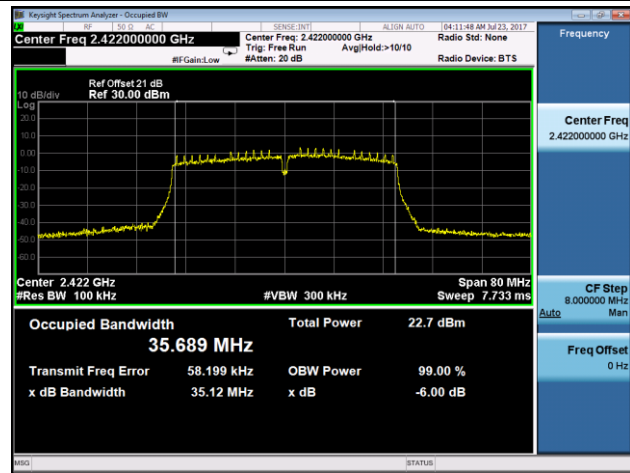 Keysight Spectrum Analyzer - Occupied BW
LXI RF 50 Ω AC SENSE:INT ALIGN AUTO 04:11:48 AM Jul 23, 2017
Center Freq 2.422000000 GHz
Center Freq: 2.422000000 GHz Radio Std: None
Trig: Free Run Avg|Hold:>10/10
#IFGain:Low #Atten: 20 dB Radio Device: BTS
Frequency
Ref Offset 21 dB
10 dB/div Ref 30.00 dBm
Log
20.0
10.0
0.00
-10.0
-20.0
-30.0
-40.0
-50.0
-60.0
Center 2.422 GHz Span 80 MHz
#Res BW 100 kHz #VBW 300 kHz Sweep 7.733 ms
Occupied Bandwidth Total Power 22.7 dBm
35.689 MHz
Transmit Freq Error 58.199 kHz OBW Power 99.00 %
x dB Bandwidth 35.12 MHz x dB -6.00 dB
Center Freq
2.422000000 GHz
CF Step
8.000000 MHz
Auto Man
Freq Offset
0 Hz
MSG STATUS